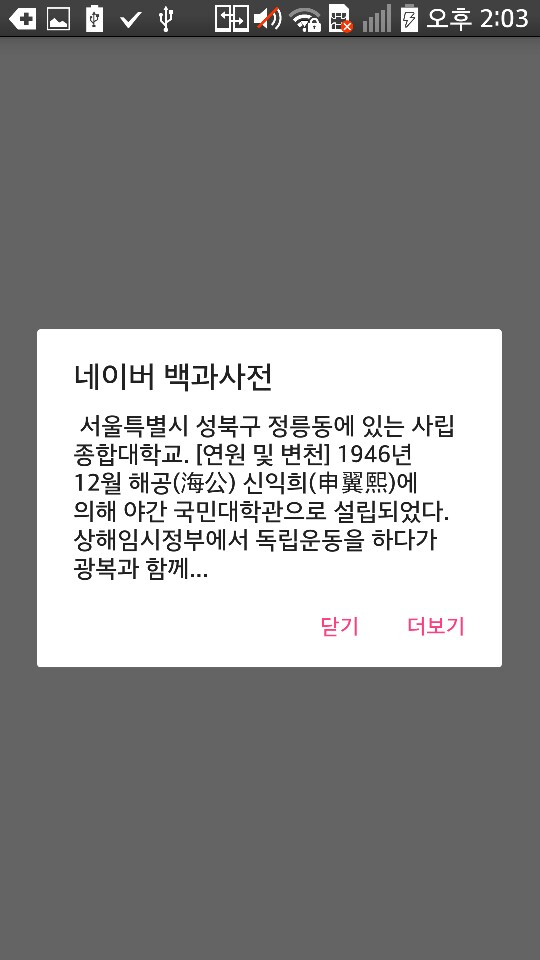 오후 2:03
네이버 백과사전
서울특별시 성북구 정릉동에 있는 사립
종합대학교. [연원 및 변천] 1946년
12월 해공(海公) 신익희(申翼熙)에
의해 야간 국민대학관으로 설립되었다.
상해임시정부에서 독립운동을 하다가
광복과 함께...
닫기 더보기